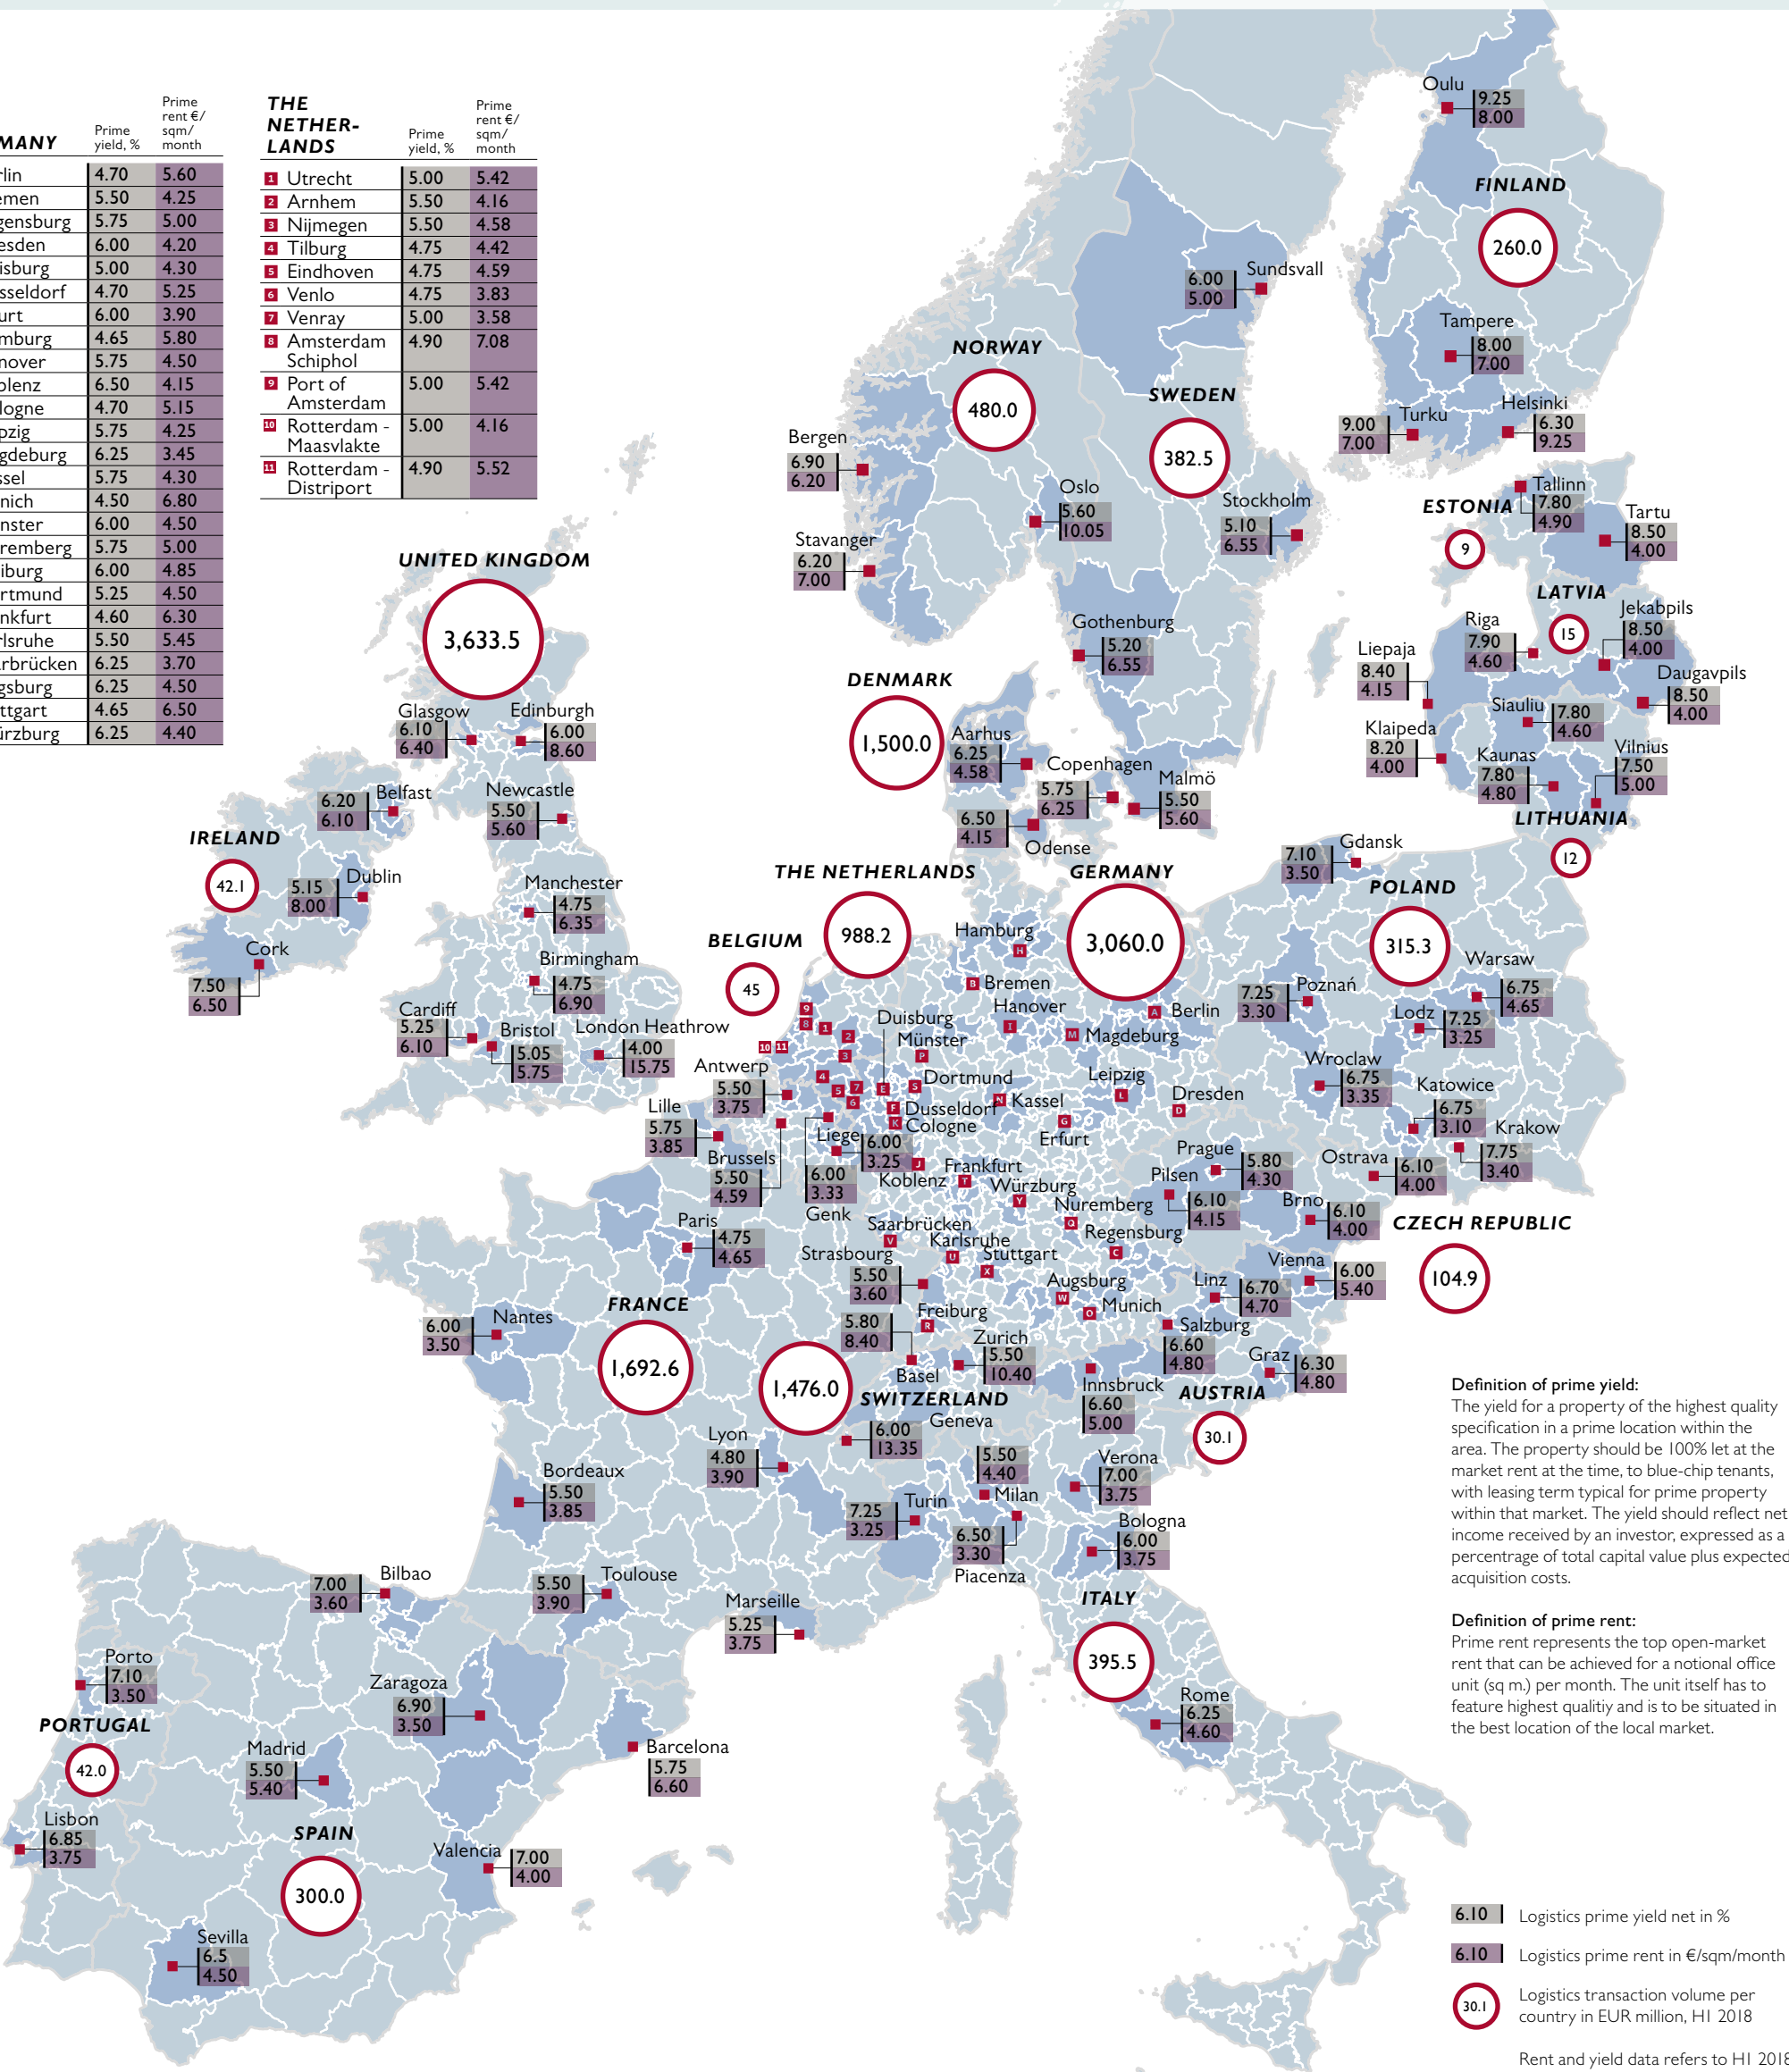 MANY
Prime
yield, %
Prime
rent €/
sqm/
month
rlin 4.70 5.60
emen 5.50 4.25
gensburg 5.75 5.00
esden 6.00 4.20
isburg 5.00 4.30
sseldorf 4.70 5.25
urt 6.00 3.90
mburg 4.65 5.80
nover 5.75 4.50
blenz 6.50 4.15
logne 4.70 5.15
pzig 5.75 4.25
gdeburg 6.25 3.45
ssel 5.75 4.30
nich 4.50 6.80
nster 6.00 4.50
remberg 5.75 5.00
iburg 6.00 4.85
rtmund 5.25 4.50
nkfurt 4.60 6.30
rlsruhe 5.50 5.45
arbrücken 6.25 3.70
gsburg 6.25 4.50
ttgart 4.65 6.50
ürzburg 6.25 4.40
THE
NETHER-
LANDS
Prime
yield, %
Prime
rent €/
sqm/
month
1 Utrecht 5.00 5.42
2 Arnhem 5.50 4.16
3 Nijmegen 5.50 4.58
4 Tilburg 4.75 4.42
5 Eindhoven 4.75 4.59
6 Venlo 4.75 3.83
7 Venray 5.00 3.58
8 Amsterdam 4.90 7.08
Schiphol
9 Port of 5.00 5.42
Amsterdam
10 Rotterdam - 5.00 4.16
Maasvlakte
11 Rotterdam - 4.90 5.52
Distriport
Oulu
9.25
8.00
FINLAND
260.0
Tampere
8.00
7.00
Turku
9.00
7.00
Helsinki
6.30
9.25
Sundsvall
6.00
5.00
NORWAY
480.0
SWEDEN
382.5
Bergen
6.90
6.20
Oslo
5.60
10.05
Stavanger
6.20
7.00
Stockholm
5.10
6.55
Gothenburg
5.20
6.55
ESTONIA
9
Tallinn
7.80
4.90
Tartu
8.50
4.00
LATVIA
15
Riga
7.90
4.60
Jekabpils
8.50
4.00
Liepaja
8.40
4.15
Daugavpils
8.50
4.00
Siauliu
7.80
4.60
Klaipeda
8.20
4.00
Kaunas
7.80
4.80
Vilnius
7.50
5.00
LITHUANIA
12
UNITED KINGDOM
3,633.5
Glasgow
6.10
6.40
Edinburgh
6.00
8.60
Belfast
6.20
6.10
Newcastle
5.50
5.60
IRELAND
42.1
Dublin
5.15
8.00
Cork
7.50
6.50
Manchester
4.75
6.35
Birmingham
4.75
6.90
Cardiff
5.25
6.10
Bristol
5.05
5.75
London Heathrow
4.00
15.75
DENMARK
1,500.0
Aarhus
6.25
4.58
Copenhagen
5.75
6.25
Malmö
5.50
5.60
Odense
6.50
4.15
THE NETHERLANDS
988.2
9
8
1
2
10
11
3
4
5
7
6
BELGIUM
45
Antwerp
5.50
3.75
Brussels
5.50
4.59
Liege
6.00
3.25
Genk
6.00
3.33
GERMANY
3,060.0
Hamburg
H
Bremen
B
Hanover
I
Berlin
A
Magdeburg
M
Duisburg
E
Münster
P
Dortmund
S
Dusseldorf
F
Cologne
K
Kassel
N
Leipzig
L
Dresden
D
Erfurt
G
Koblenz
J
Frankfurt
T
Würzburg
Y
Nuremberg
Q
Regensburg
C
Saarbrücken
V
Karlsruhe
U
Stuttgart
X
Augsburg
W
Munich
O
Freiburg
R
POLAND
315.3
Gdansk
7.10
3.50
Warsaw
6.75
4.65
Poznań
7.25
3.30
Lodz
7.25
3.25
Wroclaw
6.75
3.35
Katowice
6.75
3.10
Krakow
7.75
3.40
CZECH REPUBLIC
104.9
Prague
5.80
4.30
Pilsen
6.10
4.15
Ostrava
6.10
4.00
Brno
6.10
4.00
Vienna
6.00
5.40
Linz
6.70
4.70
Salzburg
6.60
4.80
Graz
6.30
4.80
Innsbruck
6.60
5.00
AUSTRIA
30.1
FRANCE
1,692.6
Lille
5.75
3.85
Paris
4.75
4.65
Strasbourg
5.50
3.60
Nantes
6.00
3.50
Lyon
4.80
3.90
Bordeaux
5.50
3.85
Toulouse
5.50
3.90
Marseille
5.25
3.75
SWITZERLAND
1,476.0
Basel
5.80
8.40
Zurich
5.50
10.40
Geneva
6.00
13.35
ITALY
395.5
Milan
5.50
4.40
Verona
7.00
3.75
Turin
7.25
3.25
Piacenza
6.50
3.30
Bologna
6.00
3.75
Rome
6.25
4.60
Bilbao
7.00
3.60
Zaragoza
6.90
3.50
Barcelona
5.75
6.60
Madrid
5.50
5.40
Valencia
7.00
4.00
SPAIN
300.0
Sevilla
6.5
4.50
Porto
7.10
3.50
PORTUGAL
42.0
Lisbon
6.85
3.75
Definition of prime yield:
The yield for a property of the highest quality
specification in a prime location within the
area. The property should be 100% let at the
market rent at the time, to blue-chip tenants,
with leasing term typical for prime property
within that market. The yield should reflect net
income received by an investor, expressed as a
percentage of total capital value plus expected
acquisition costs.
Definition of prime rent:
Prime rent represents the top open-market
rent that can be achieved for a notional office
unit (sq m.) per month. The unit itself has to
feature highest qualitiy and is to be situated in
the best location of the local market.
6.10 Logistics prime yield net in %
6.10 Logistics prime rent in €/sqm/month
30.1 Logistics transaction volume per
country in EUR million, H1 2018
Rent and yield data refers to H1 2018